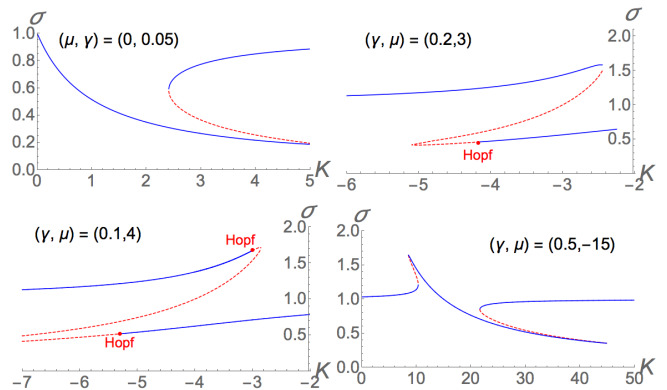 σ
1.0
0.8
0.6
0.4
0.2
0.0
(μ, γ) = (0, 0.05)
0 1 2 3 4 5 K
σ
2.0
1.5
1.0
0.5
(γ, μ) = (0.2,3)
Hopf
-6 -5 -4 -3 -2 K
σ
2.0
1.5
1.0
0.5
(γ, μ) = (0.1,4)
Hopf
Hopf
-7 -6 -5 -4 -3 -2 K
σ
2.0
1.5
1.0
0.5
0.0
(γ, μ) = (0.5,−15)
0 10 20 30 40 50 K